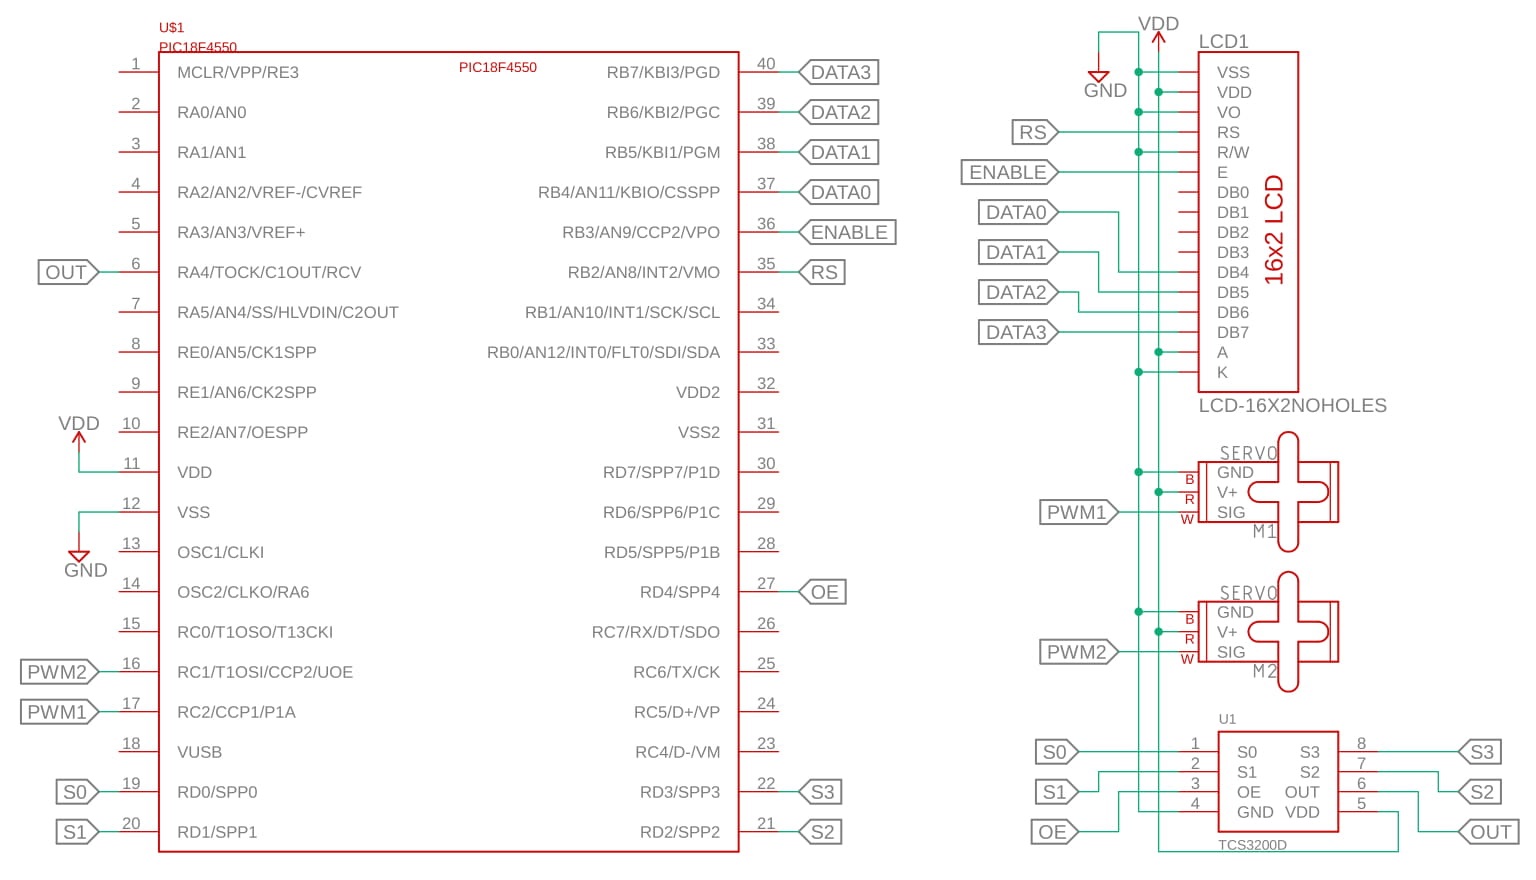 U$1
PIC18F4550
PIC18F4550
1 MCLR/VPP/RE3 RB7/KBI3/PGD 40 DATA3
2 RA0/AN0 RB6/KBI2/PGC 39 DATA2
3 RA1/AN1 RB5/KBI1/PGM 38 DATA1
4 RA2/AN2/VREF-/CVREF RB4/AN11/KBIO/CSSPP 37 DATA0
5 RA3/AN3/VREF+ RB3/AN9/CCP2/VPO 36 ENABLE
OUT 6 RA4/TOCK/C1OUT/RCV RB2/AN8/INT2/VMO 35 RS
7 RA5/AN4/SS/HLVDIN/C2OUT RB1/AN10/INT1/SCK/SCL 34
8 RE0/AN5/CK1SPP RB0/AN12/INT0/FLT0/SDI/SDA 33
9 RE1/AN6/CK2SPP VDD2 32
VDD
10 RE2/AN7/OESPP VSS2 31
11 VDD RD7/SPP7/P1D 30
12 VSS RD6/SPP6/P1C 29
13 OSC1/CLKI RD5/SPP5/P1B 28
GND
14 OSC2/CLKO/RA6 RD4/SPP4 27 OE
15 RC0/T1OSO/T13CKI RC7/RX/DT/SDO 26
PWM2 16 RC1/T1OSI/CCP2/UOE RC6/TX/CK 25
PWM1 17 RC2/CCP1/P1A RC5/D+/VP 24
18 VUSB RC4/D-/VM 23
S0 19 RD0/SPP0 RD3/SPP3 22 S3
S1 20 RD1/SPP1 RD2/SPP2 21 S2
VDD
GND
LCD1
VSS
VDD
VO
RS RS
R/W
ENABLE E
DB0
DATA0 DB1
DB2
DATA1 DB3
DB4
DATA2 DB5
DB6
DATA3 DB7
A
K
16x2 LCD
LCD-16X2NOHOLES
SERVO
GND
B
V+
R
PWM1 SIG
W
M1
SERVO
GND
B
V+
R
PWM2 SIG
W
M2
U1
S0 1 S0 S3 8 S3
2 S1 S2 7
S1 3 OE OUT 6 S2
4 GND VDD 5
OE OUT
TCS3200D